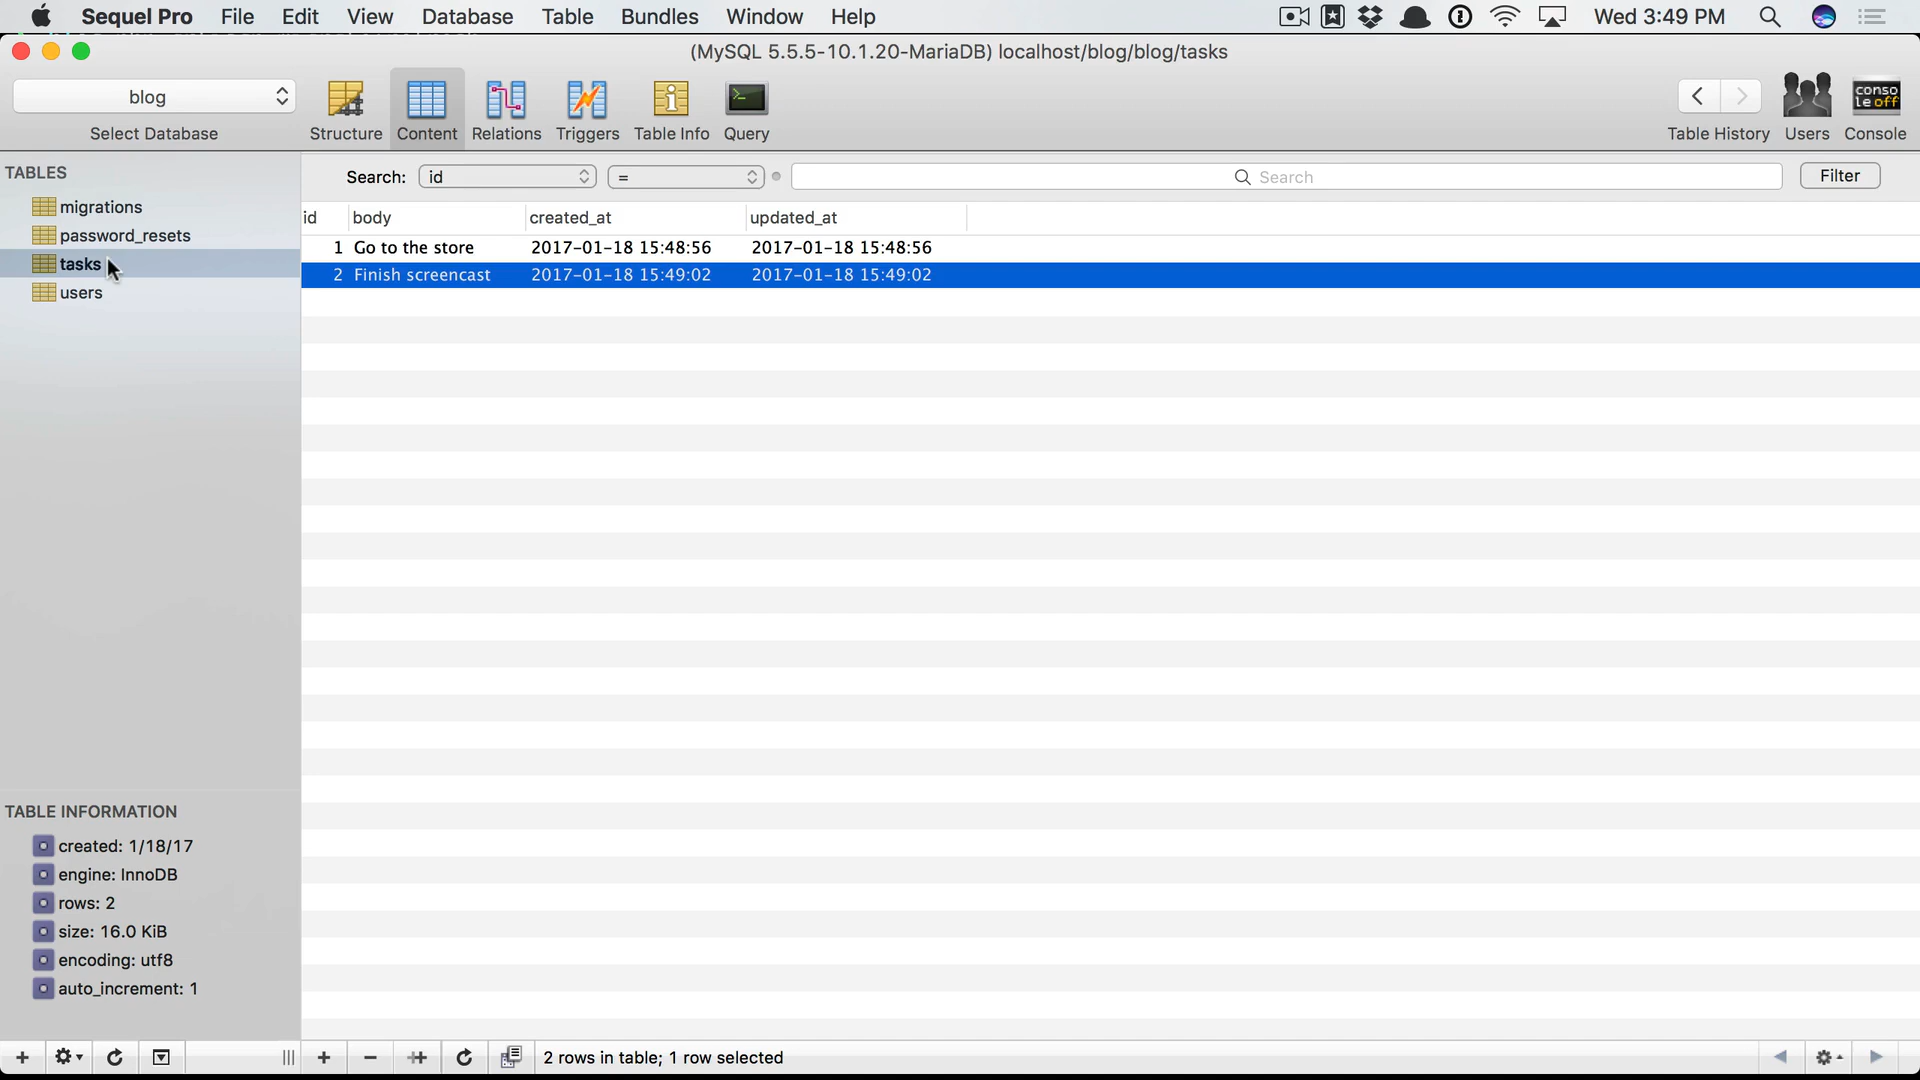 Sequel Pro File Edit View Database Table Bundles Window Help Wed 3:49 PM
(MySQL 5.5.5-10.1.20-MariaDB) localhost/blog/blog/tasks
blog
Select Database
Structure Content Relations Triggers Table Info Query
Table History Users Console
conso
le off
TABLES
migrations
password_resets
tasks
users
Search: id = Search Filter
id body created_at updated_at
1 Go to the store 2017-01-18 15:48:56 2017-01-18 15:48:56
2 Finish screencast 2017-01-18 15:49:02 2017-01-18 15:49:02
TABLE INFORMATION
created: 1/18/17
engine: InnoDB
rows: 2
size: 16.0 KiB
encoding: utf8
auto_increment: 1
2 rows in table; 1 row selected